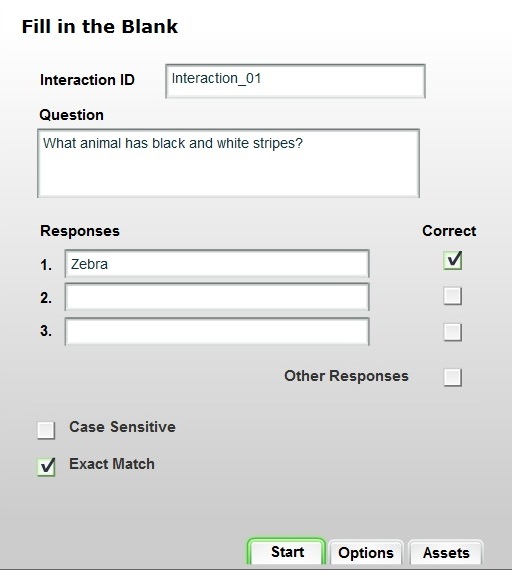 Fill in the Blank
Interaction ID Interaction_01
Question
What animal has black and white stripes?
Responses Correct
1. Zebra
2.
3.
Other Responses
Case Sensitive
Exact Match
Start Options Assets